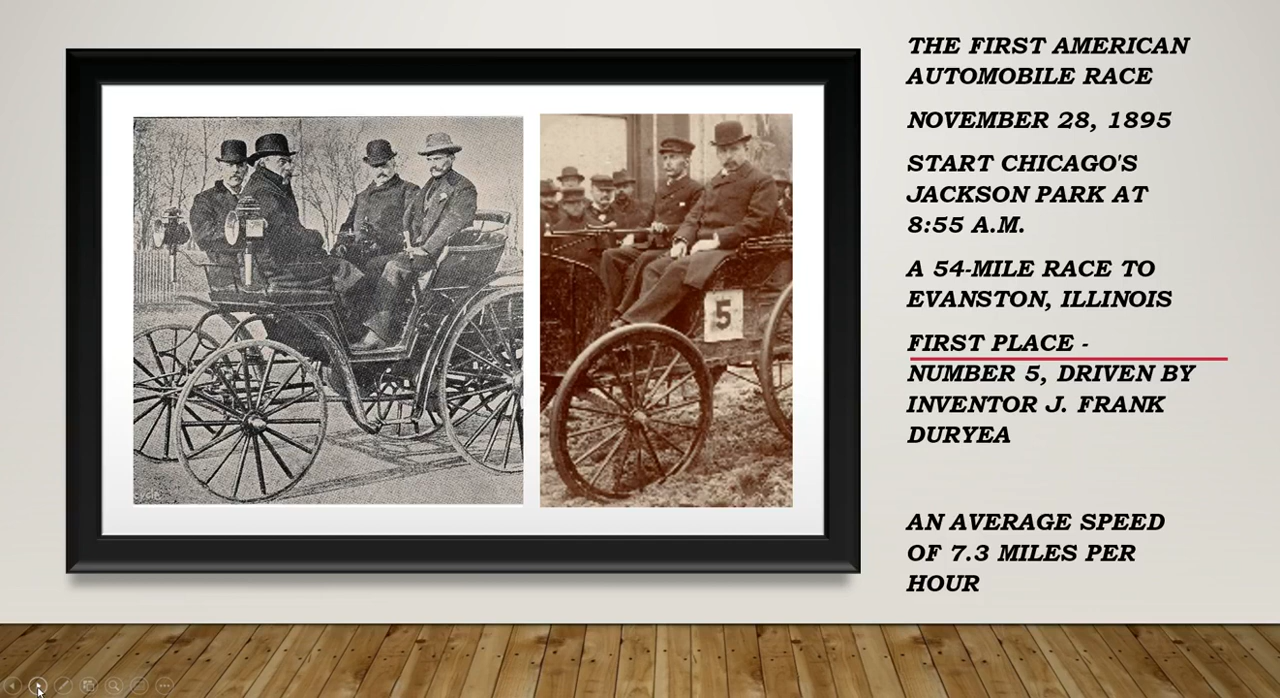 THE FIRST AMERICAN
AUTOMOBILE RACE
NOVEMBER 28, 1895
START CHICAGO'S
JACKSON PARK AT
8:55 A.M.
A 54-MILE RACE TO
EVANSTON, ILLINOIS
FIRST PLACE -
NUMBER 5, DRIVEN BY
INVENTOR J. FRANK
DURYEA
AN AVERAGE SPEED
OF 7.3 MILES PER
HOUR
5